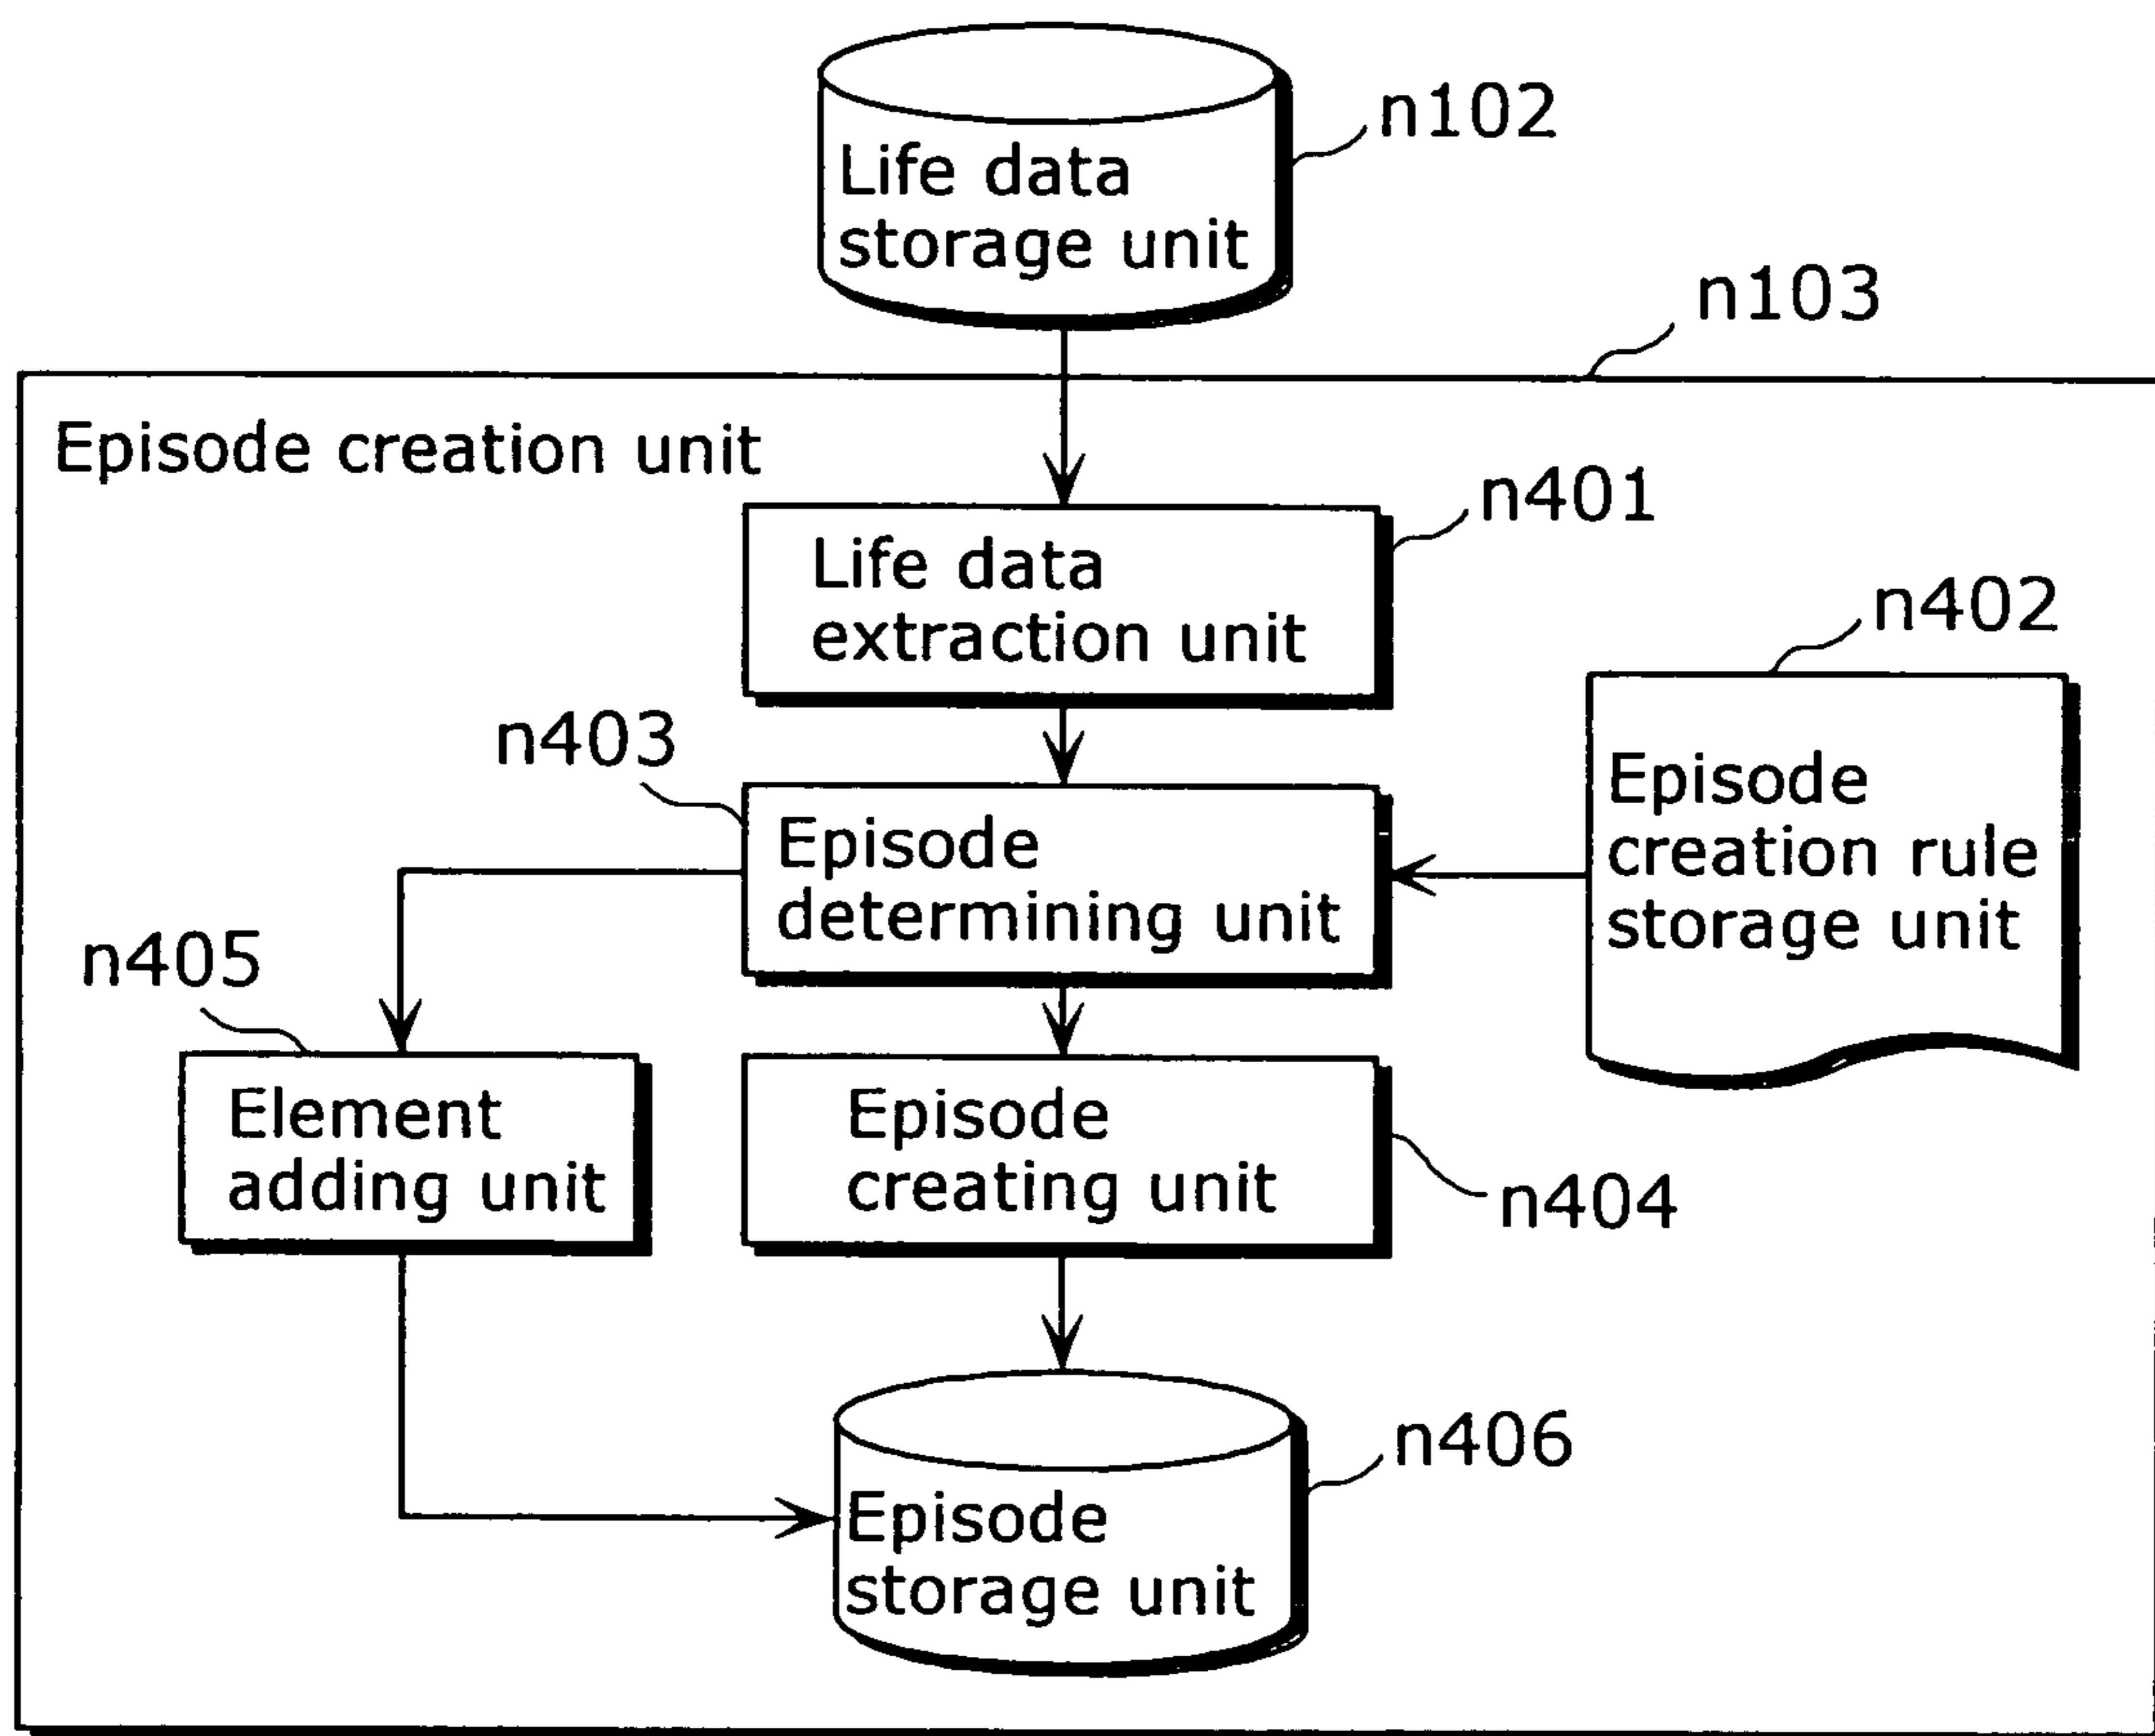 n102
Life data
storage unit
n103
Episode creation unit
n401
Life data
extraction unit
n402
n403
Episode
creation rule
storage unit
Episode
determining unit
n405
Element
adding unit
Episode
creating unit
n404
n406
Episode
storage unit